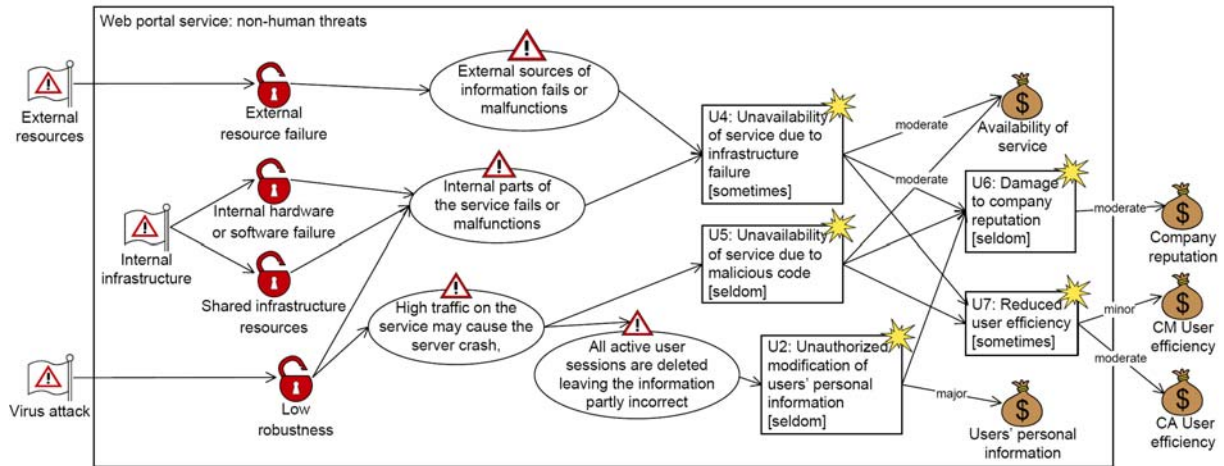 Web portal service: non-human threats
External
resources
External
resource failure
External sources of
information fails or
malfunctions
U4: Unavailability
of service due to
infrastructure
failure
[sometimes]
moderate
Availability of
service
Internal
infrastructure
Internal hardware
or software failure
Shared infrastructure
resources
Internal parts of
the service fails or
malfunctions
U5: Unavailability
of service due to
malicious code
[seldom]
moderate
U6: Damage
to company
reputation
[seldom]
moderate
Company
reputation
Virus attack
Low
robustness
High traffic on the
service may cause the
server crash,
All active user
sessions are deleted
leaving the information
partly incorrect
U2: Unauthorized
modification of
users' personal
information
[seldom]
major
Users' personal
information
U7: Reduced
user efficiency
[sometimes]
minor
CM User
efficiency
moderate
CA User
efficiency